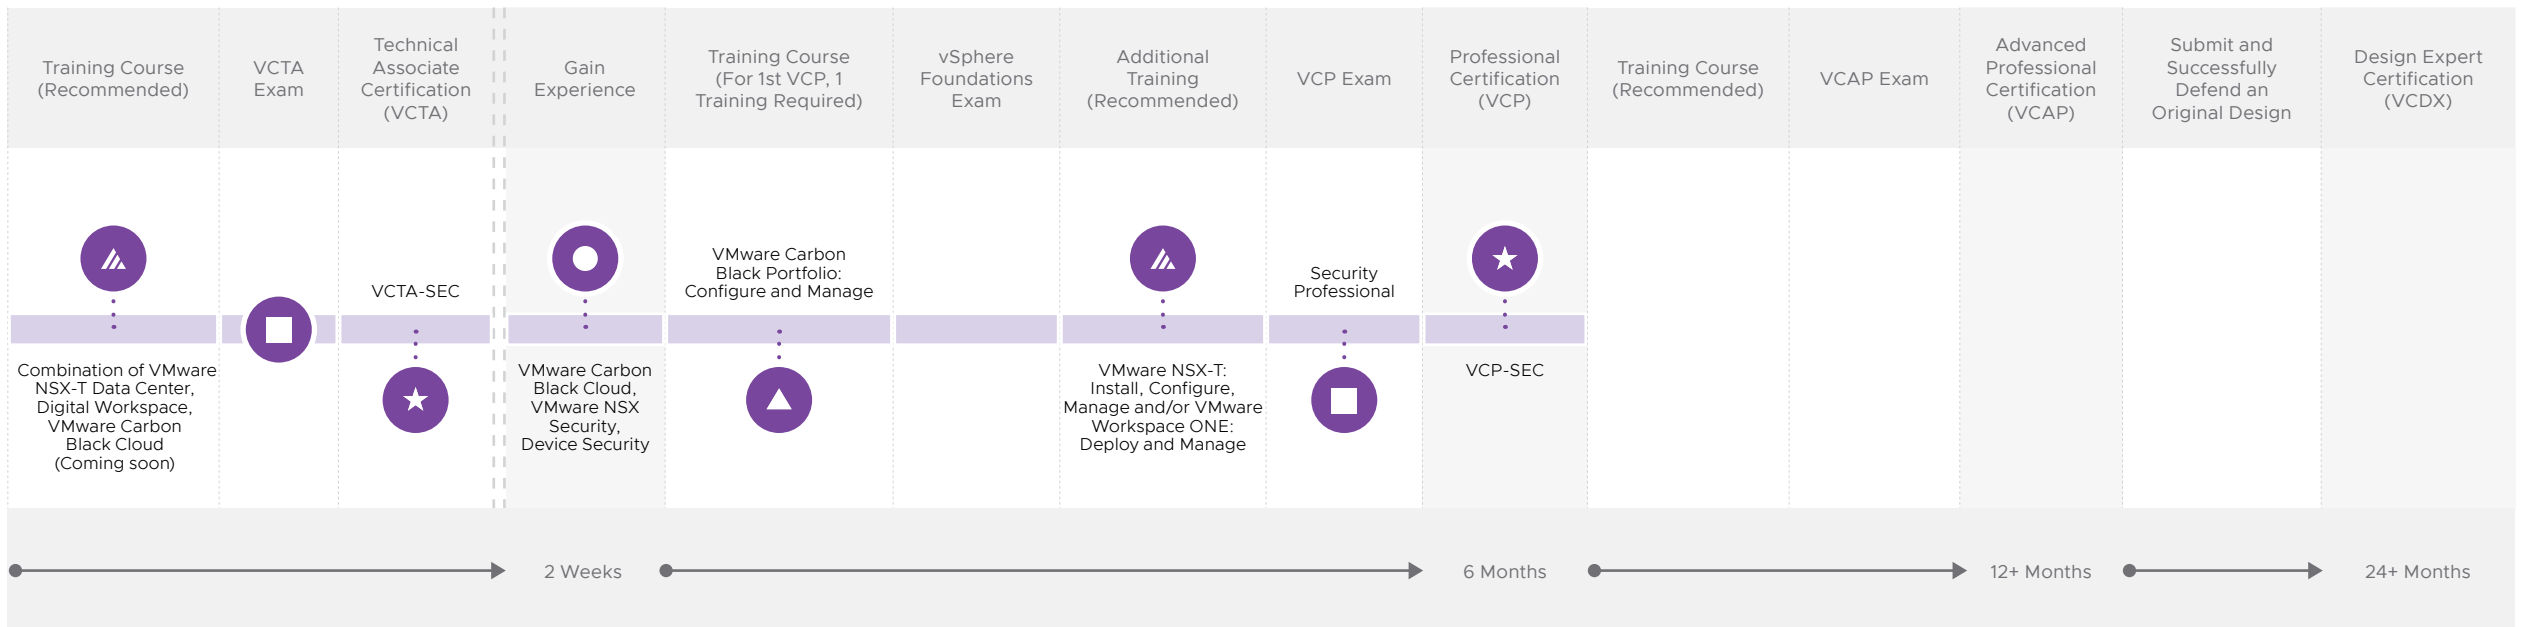 Training Course
(Recommended)
VCTA
Exam
Technical
Associate
Certification
(VCTA)
Gain
Experience
Training Course
(For 1st VCP, 1
Training Required)
vSphere
Foundations
Exam
Additional
Training
(Recommended)
VCP Exam
Professional
Certification
(VCP)
Training Course
(Recommended)
VCAP Exam
Advanced
Professional
Certification
(VCAP)
Submit and
Successfully
Defend an
Original Design
Design Expert
Certification
(VCDX)
Combination of VMware
NSX-T Data Center,
Digital Workspace,
VMware Carbon
Black Cloud
(Coming soon)
VCTA-SEC
VMware Carbon
Black Cloud,
VMware NSX
Security,
Device Security
VMware Carbon
Black Portfolio:
Configure and Manage
VMware NSX-T:
Install, Configure,
Manage and/or VMware
Workspace ONE:
Deploy and Manage
Security
Professional
VCP-SEC
2 Weeks
6 Months
12+ Months
24+ Months